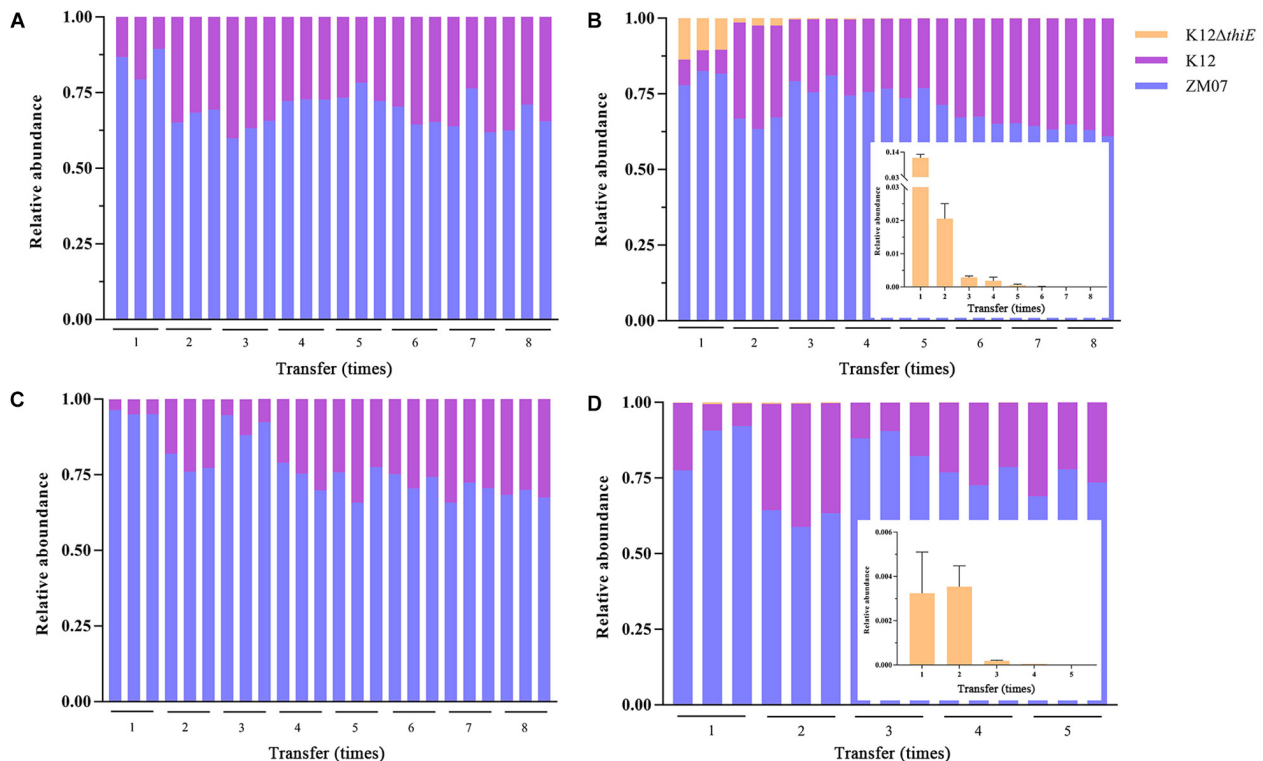 A
1.00
0.75
0.50
0.25
0.00
Relative abundance
1 2 3 4 5 6 7 8
Transfer (times)
B
1.00
0.75
0.50
0.25
0.00
Relative abundance
0.14
0.03
0.03
0.02
0.01
0.00
Relative abundance
1 2 3 4 5 6 7 8
Transfer (times)
1 2 3 4 5 6 7 8
Transfer (times)
K12ΔthiE
K12
ZM07
C
1.00
0.75
0.50
0.25
0.00
Relative aboundance
1 2 3 4 5 6 7 8
Transfer (times)
D
1.00
0.75
0.50
0.25
0.00
Relative aboundance
0.006
0.004
0.002
0.000
Relative abundance
1 2 3 4 5
Transfer (times)
1 2 3 4 5
Transfer (times)